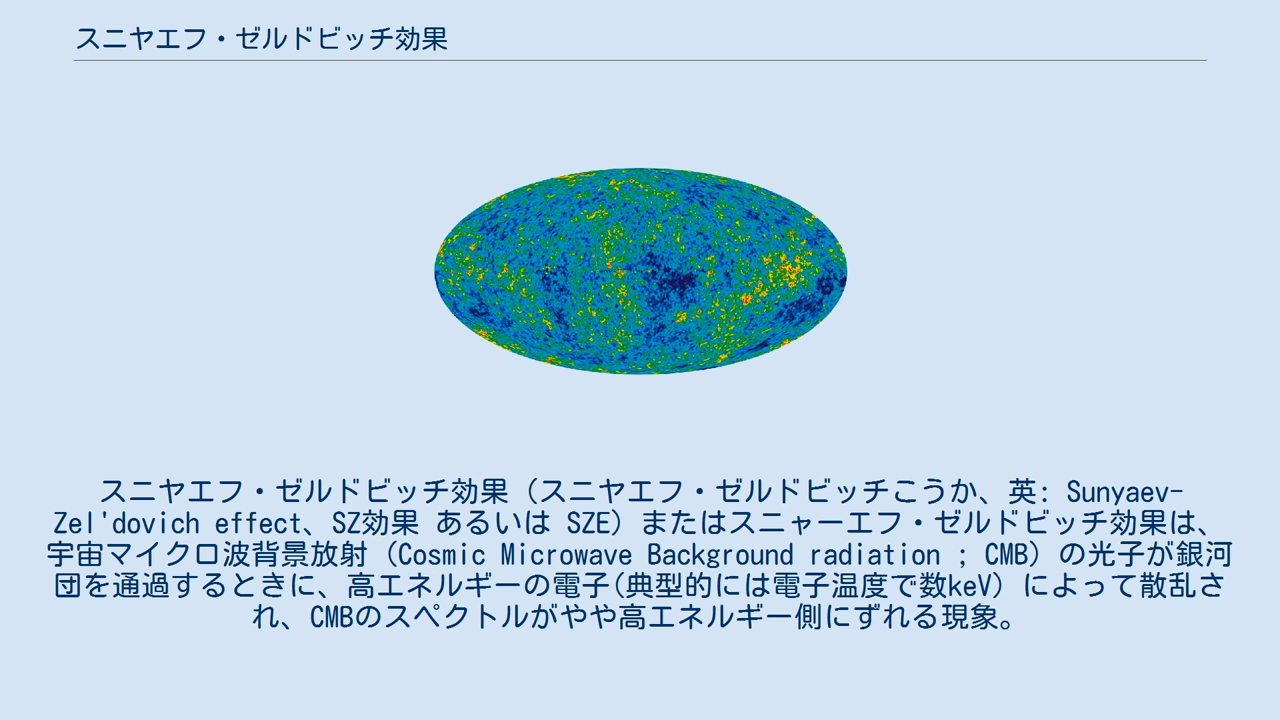 スニヤエフ・ゼルドビッチ効果
スニヤエフ・ゼルドビッチ効果（スニヤエフ・ゼルドビッチこうか、英: Sunyaev-
Zel'dovich effect、SZ効果 あるいは SZE）またはスニャーエフ・ゼルドビッチ効果は、
宇宙マイクロ波背景放射（Cosmic Microwave Background radiation ; CMB）の光子が銀河
団を通過するときに、高エネルギーの電子(典型的には電子温度で数keV）によって散乱さ
れ、CMBのスペクトルがやや高エネルギー側にずれる現象。